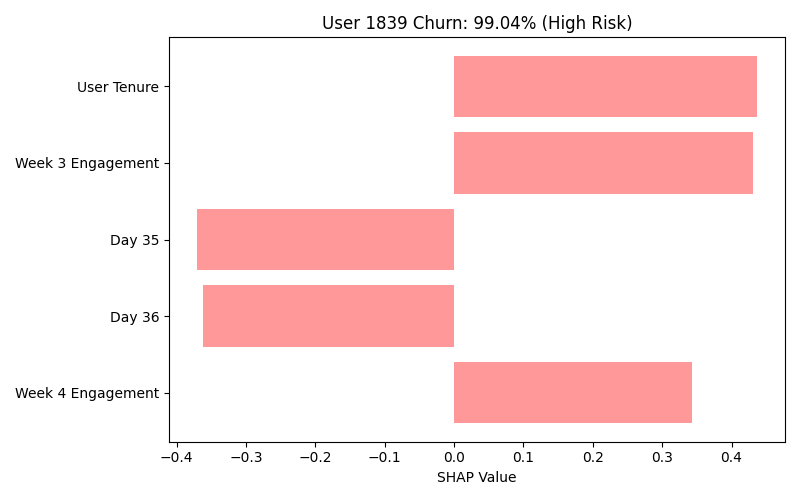 User 1839 Churn: 99.04% (High Risk)
User Tenure
Week 3 Engagement
Day 35
Day 36
Week 4 Engagement
−0.4 −0.3 −0.2 −0.1 0.0 0.1 0.2 0.3 0.4
SHAP Value